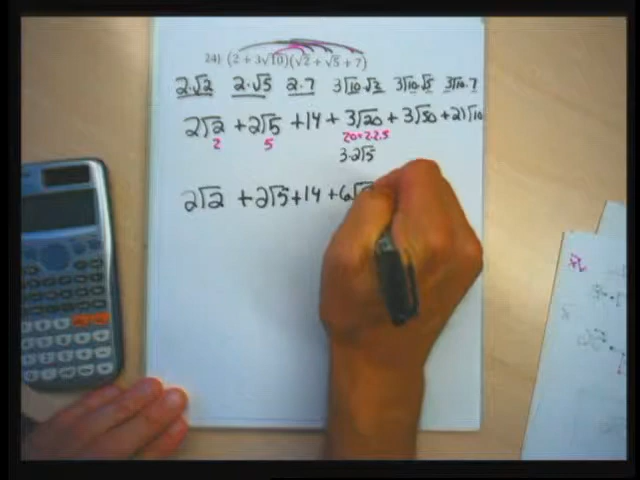 24) (2 + 3√10)(√2 + √5 + 7)
2·√2 2·√5 2·7 3√10·√2 3√10·√5 3√10·7
2√2 + 2√5 + 14 + 3√20 + 3√50 + 21√10
2 5 20=2·2·5
3·2√5
2√2 + 2√5 + 14 + 6√